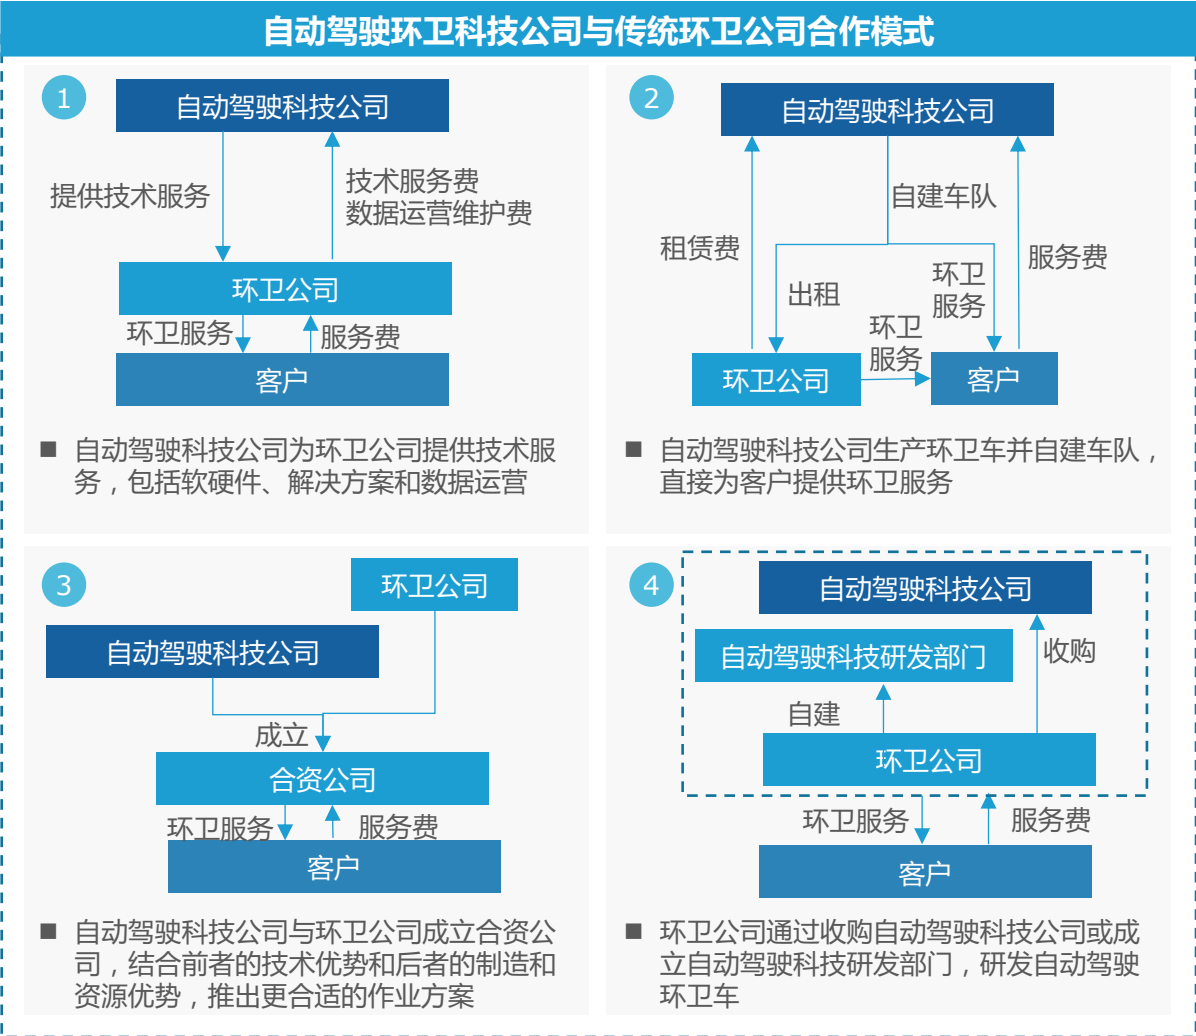 自动驾驶环卫科技公司与传统环卫公司合作模式
1
自动驾驶科技公司
提供技术服务
技术服务费
数据运营维护费
环卫公司
环卫服务
服务费
客户
■ 自动驾驶科技公司为环卫公司提供技术服
务，包括软硬件、解决方案和数据运营
2
自动驾驶科技公司
自建车队
租赁费
出租
环卫
服务
服务费
环卫
服务
环卫公司
客户
■ 自动驾驶科技公司生产环卫车并自建车队，
直接为客户提供环卫服务
3
环卫公司
自动驾驶科技公司
成立
合资公司
环卫服务
服务费
客户
■ 自动驾驶科技公司与环卫公司成立合资公
司，结合前者的技术优势和后者的制造和
资源优势，推出更合适的作业方案
4
自动驾驶科技公司
自动驾驶科技研发部门
收购
自建
环卫公司
环卫服务
服务费
客户
■ 环卫公司通过收购自动驾驶科技公司或成
立自动驾驶科技研发部门，研发自动驾驶
环卫车